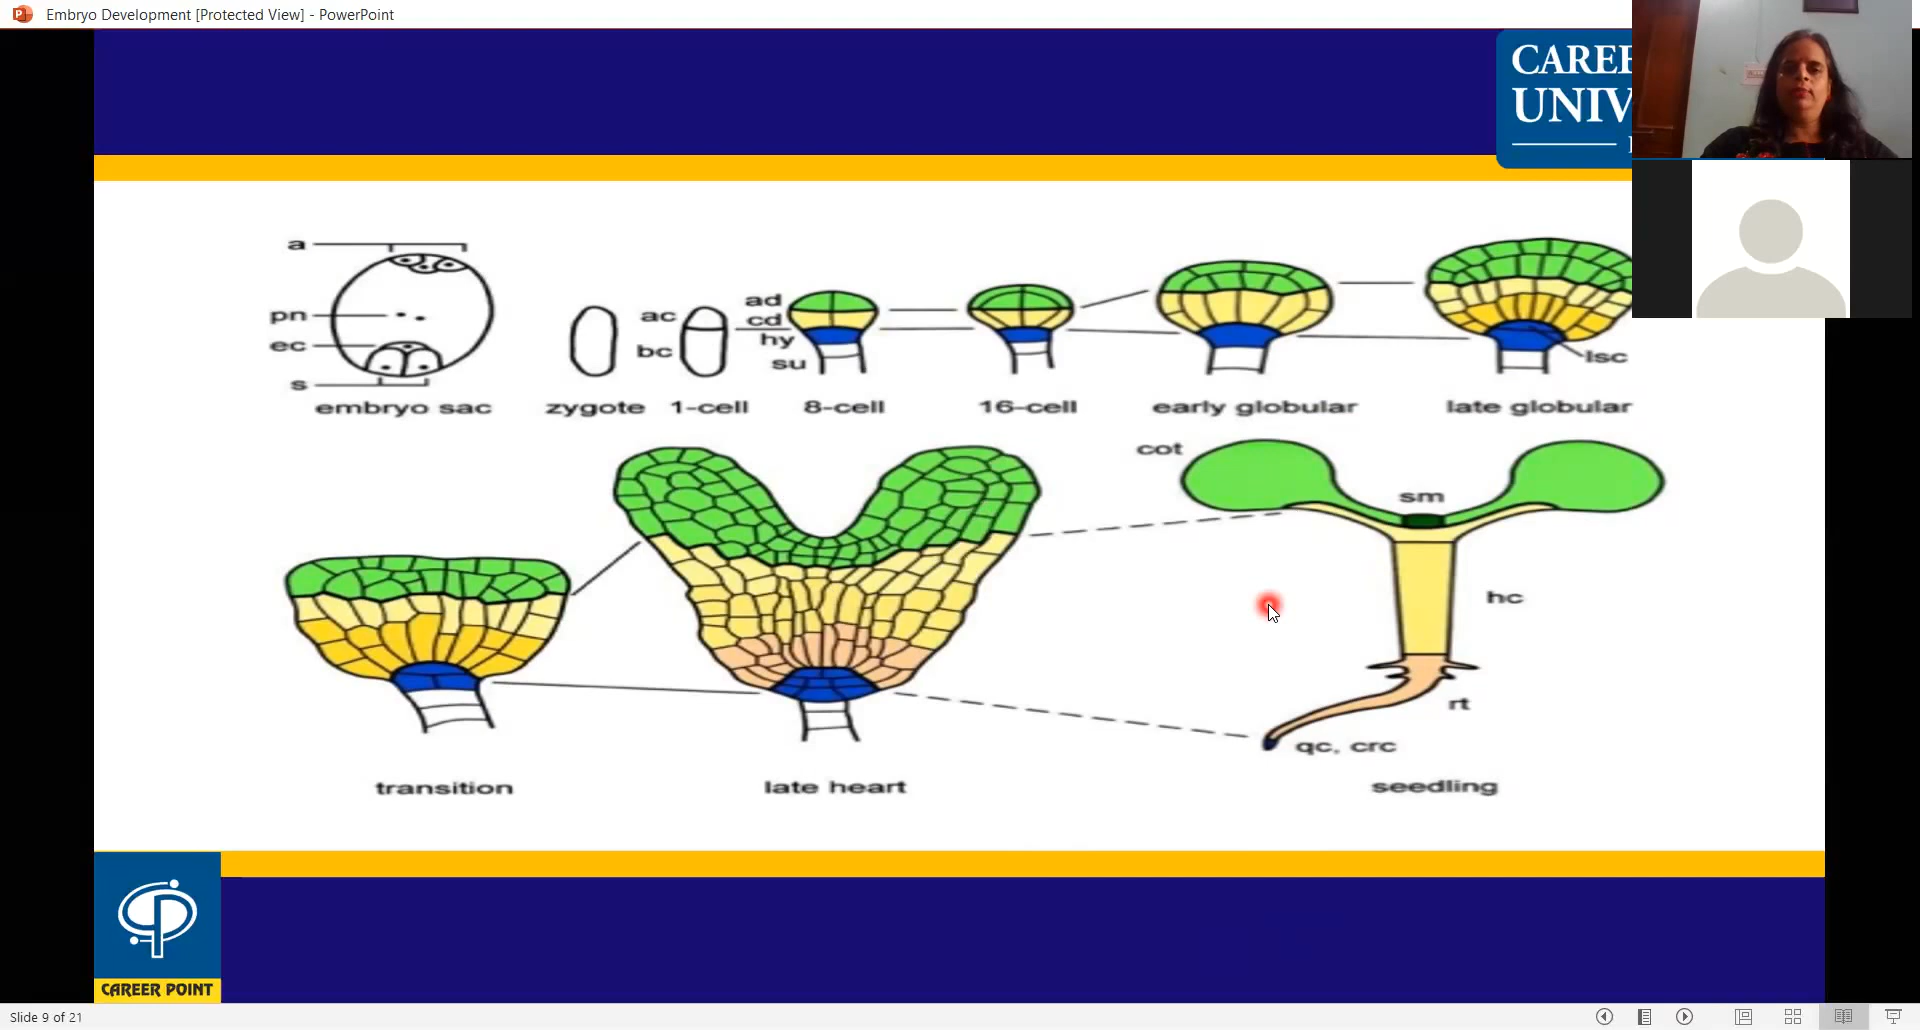 Embryo Development [Protected View] - PowerPoint
CAREE
UNIV
a
pn
ec
s
embryo sac
zygote
ac
bc
1-cell
ad
cd
hy
su
8-cell
16-cell
early globular
lsc
late globular
transition
late heart
cot
sm
hc
rt
qc, crc
seedling
CAREER POINT
Slide 9 of 21